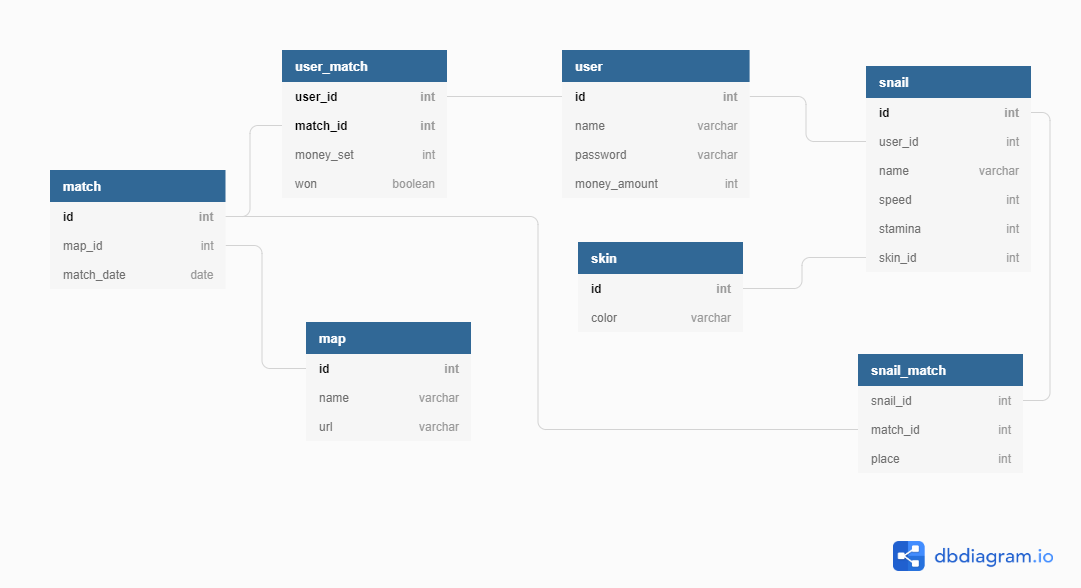 user_match
user_id int
match_id int
money_set int
won boolean
user
id int
name varchar
password varchar
money_amount int
snail
id int
user_id int
name varchar
speed int
stamina int
skin_id int
match
id int
map_id int
match_date date
skin
id int
color varchar
map
id int
name varchar
url varchar
snail_match
snail_id int
match_id int
place int
dbdiagram.io